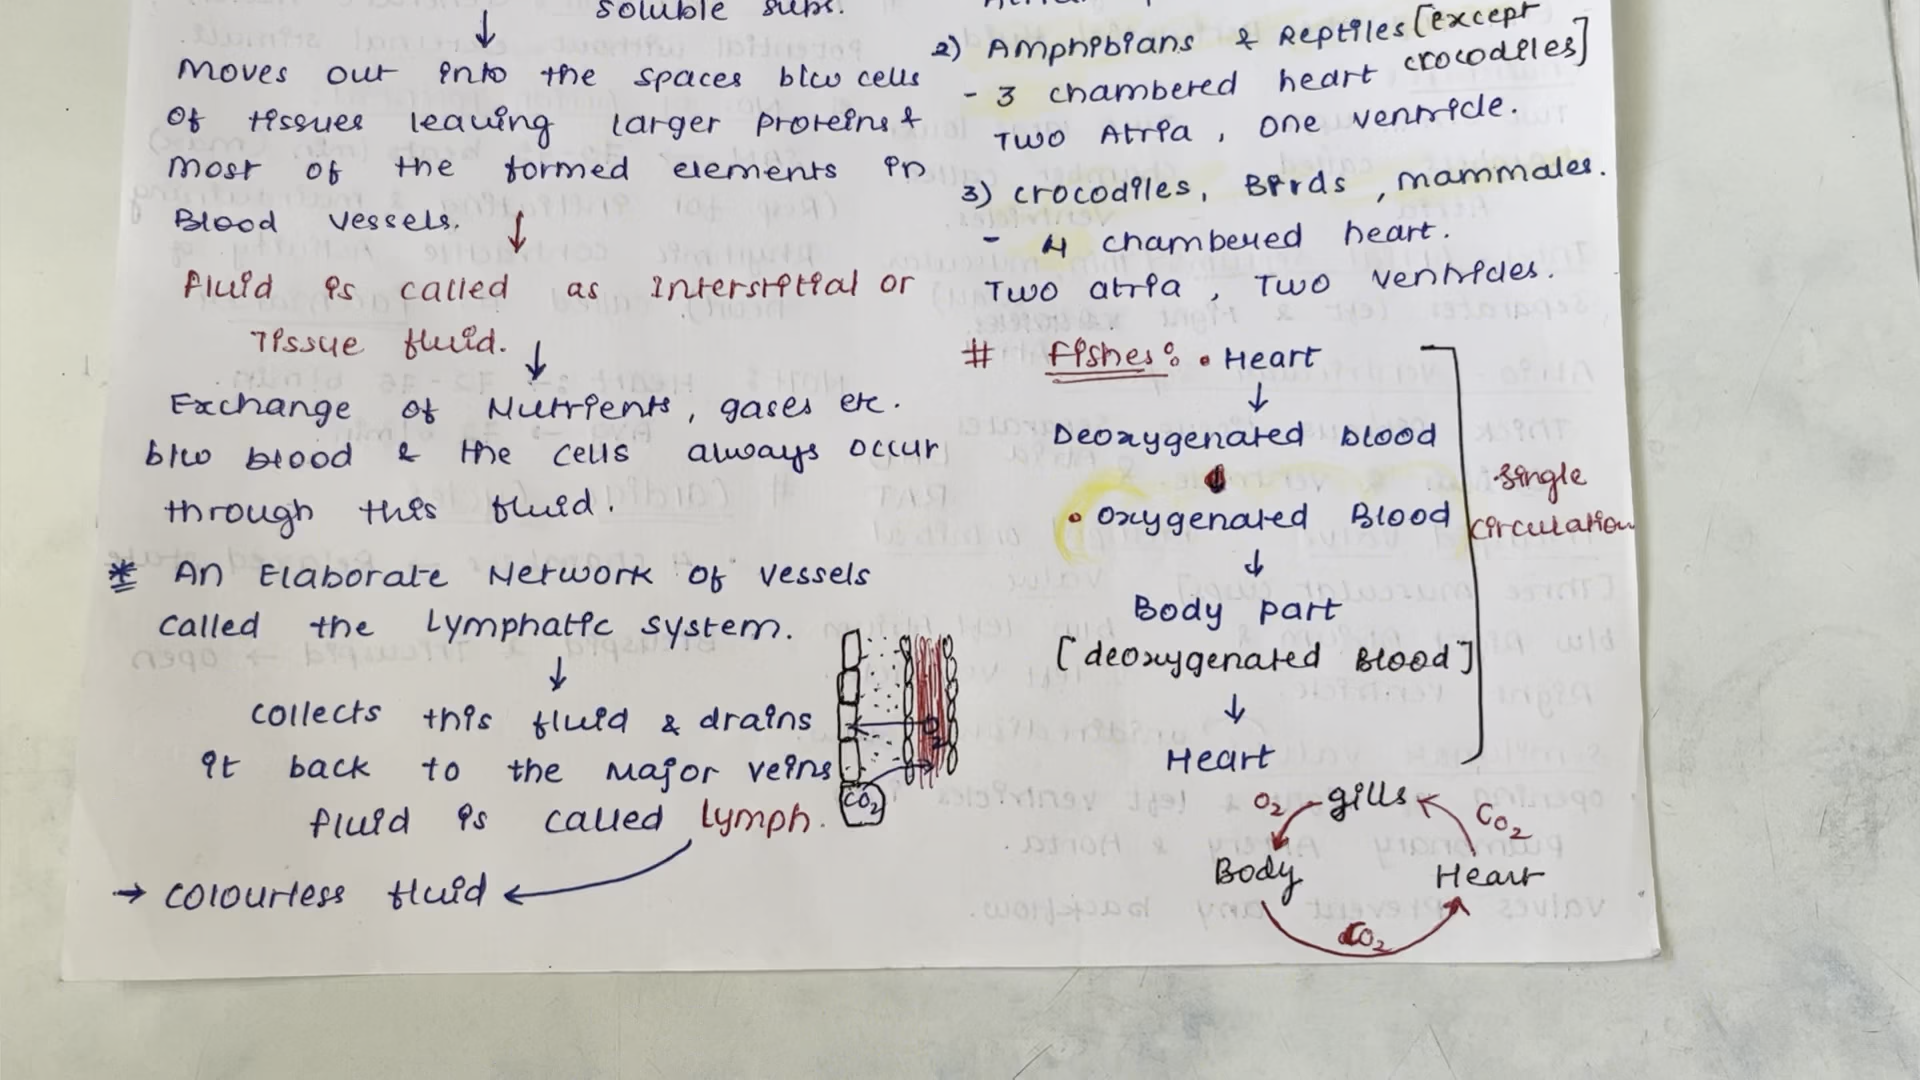 soluble subs.
↓
Moves out into the spaces b/w cells
of tissues leaving larger proteins &
most of the formed elements in
Blood vessels. ↓
fluid is called as Interstitial or
Tissue fluid. ↓
Exchange of Nutrients, gases etc.
b/w blood & the cells always occur
through this fluid.
* An Elaborate Network of vessels
called the Lymphatic system.
↓
collects this fluid & drains
it back to the Major veins
fluid is called Lymph.
→ colourless fluid ←
O2
CO2
2) Amphibians & Reptiles [except
crocodiles]
- 3 chambered heart
Two Atria, one ventricle.
3) crocodiles, Birds, mammales.
- 4 chambered heart.
Two atria, Two ventricles.
# Fishes: • Heart
↓
Deoxygenated blood
• Oxygenated Blood
↓
Body part
[deoxygenated Blood]
↓
Heart
single
circulation
O2 gills CO2
Body Heart
CO2